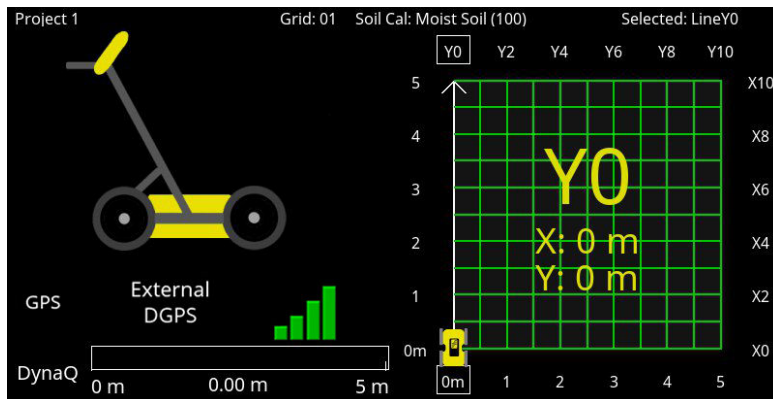 Project 1 Grid: 01 Soil Cal: Moist Soil (100) Selected: LineY0
Y0 Y2 Y4 Y6 Y8 Y10
5 X10
4 X8
Y0
3 X6
X: 0 m
2 X4
Y: 0 m
GPS External DGPS
1 X2
0m X0
DynaQ
0 m 0.00 m 5 m
0m 1 2 3 4 5